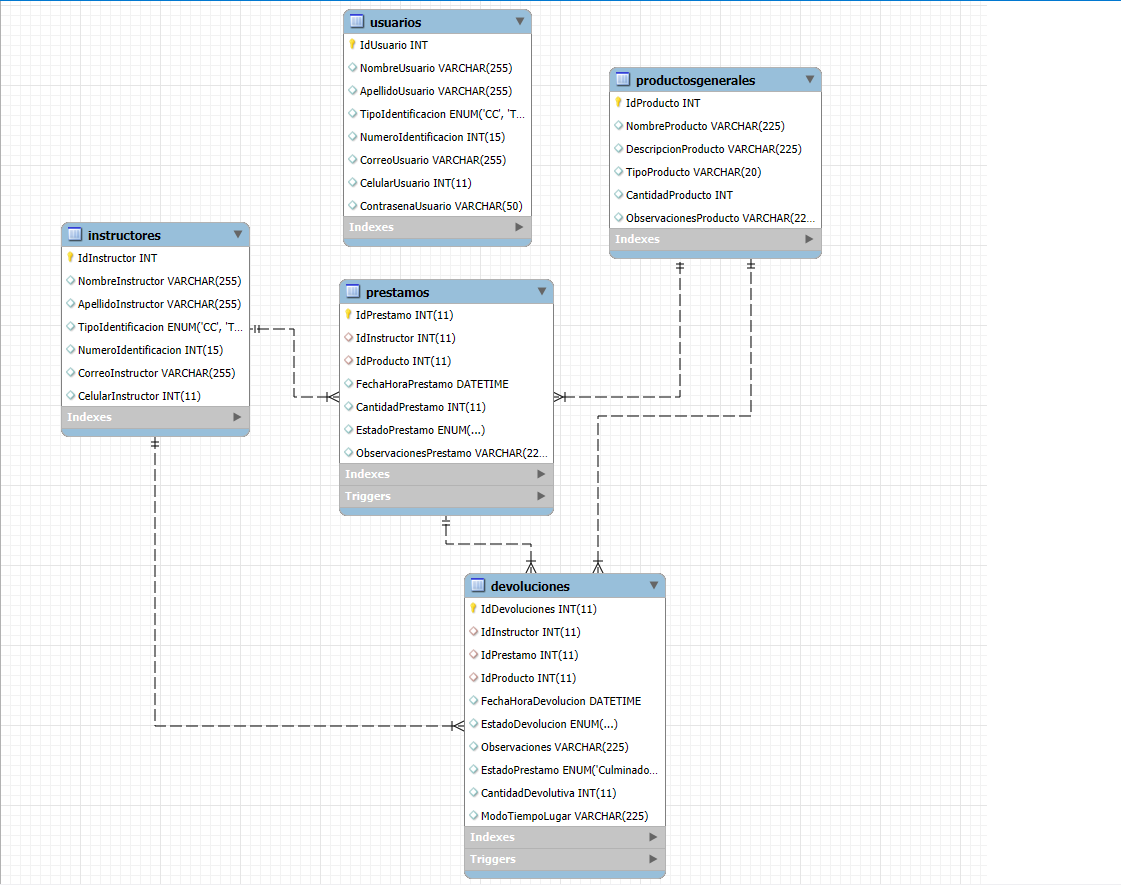 usuarios
IdUsuario INT
NombreUsuario VARCHAR(255)
ApellidoUsuario VARCHAR(255)
TipoIdentificacion ENUM('CC', 'T...
NumeroIdentificacion INT(15)
CorreoUsuario VARCHAR(255)
CelularUsuario INT(11)
ContrasenaUsuario VARCHAR(50)
Indexes
productosgenerales
IdProducto INT
NombreProducto VARCHAR(225)
DescripcionProducto VARCHAR(225)
TipoProducto VARCHAR(20)
CantidadProducto INT
ObservacionesProducto VARCHAR(22...
Indexes
instructores
IdInstructor INT
NombreInstructor VARCHAR(255)
ApellidoInstructor VARCHAR(255)
TipoIdentificacion ENUM('CC', 'T...
NumeroIdentificacion INT(15)
CorreoInstructor VARCHAR(255)
CelularInstructor INT(11)
Indexes
prestamos
IdPrestamo INT(11)
IdInstructor INT(11)
IdProducto INT(11)
FechaHoraPrestamo DATETIME
CantidadPrestamo INT(11)
EstadoPrestamo ENUM(...)
ObservacionesPrestamo VARCHAR(22...
Indexes
Triggers
devoluciones
IdDevoluciones INT(11)
IdInstructor INT(11)
IdPrestamo INT(11)
IdProducto INT(11)
FechaHoraDevolucion DATETIME
EstadoDevolucion ENUM(...)
Observaciones VARCHAR(225)
EstadoPrestamo ENUM('Culminado...
CantidadDevolutiva INT(11)
ModoTiempoLugar VARCHAR(225)
Indexes
Triggers